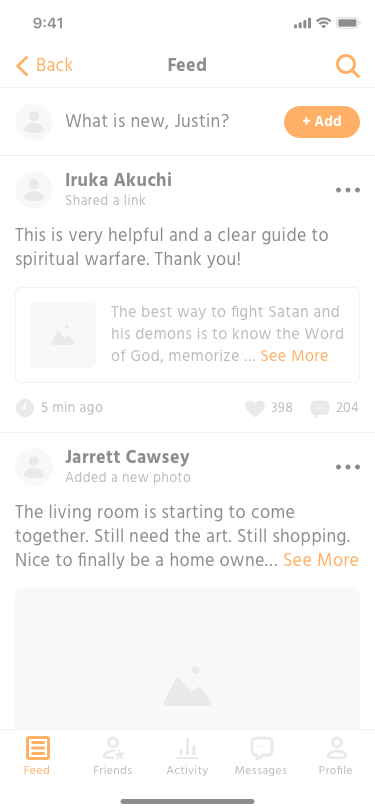 9:41
Back
Feed
What is new, Justin?
+ Add
Iruka Akuchi
Shared a link
This is very helpful and a clear guide to
spiritual warfare. Thank you!
The best way to fight Satan and
his demons is to know the Word
of God, memorize ... See More
5 min ago
398
204
Jarrett Cawsey
Added a new photo
The living room is starting to come
together. Still need the art. Still shopping.
Nice to finally be a home owne... See More
Feed
Friends
Activity
Messages
Profile